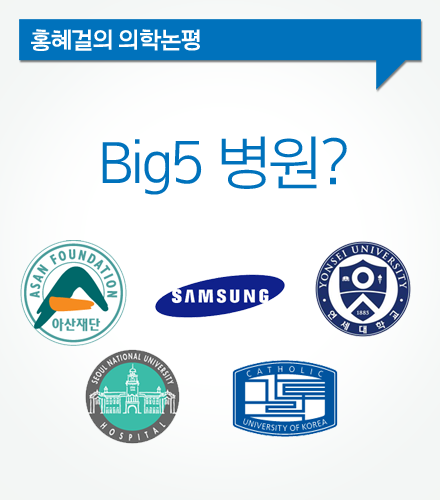 홍혜걸의 의학논평
Big5 병원?
ASAN FOUNDATION
아산재단
SAMSUNG
YONSEI UNIVERSITY
1885
연세대학교
SEOUL NATIONAL UNIVERSITY
HOSPITAL
CATHOLIC
UNIVERSITY OF KOREA